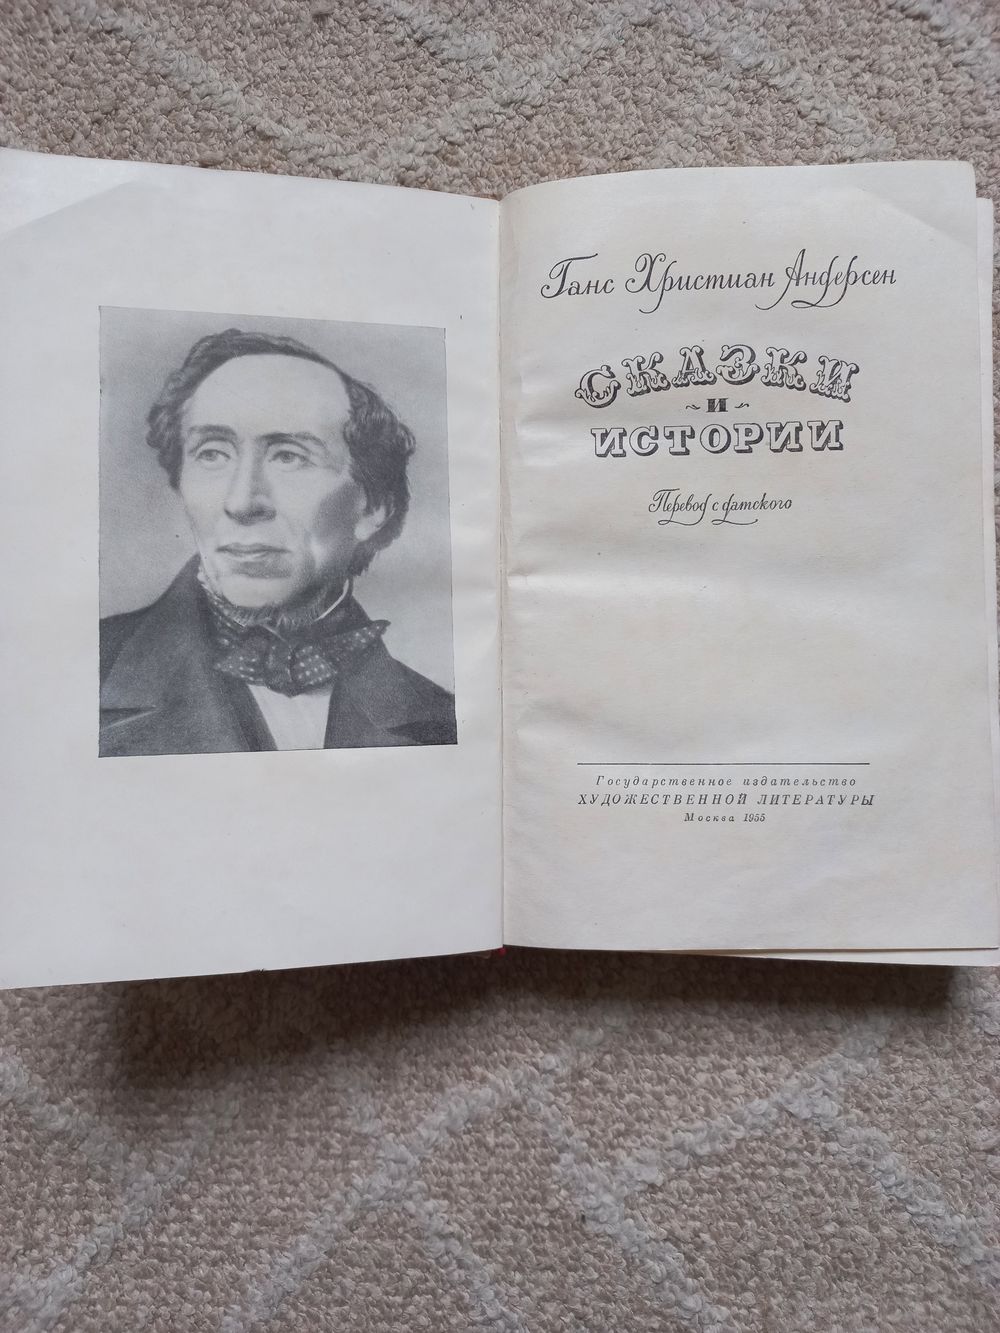 Ганс Христиан Андерсен
СКАЗКИ
И
ИСТОРИИ
Перевод с датского
Государственное издательство
ХУДОЖЕСТВЕННОЙ ЛИТЕРАТУРЫ
Москва 1955